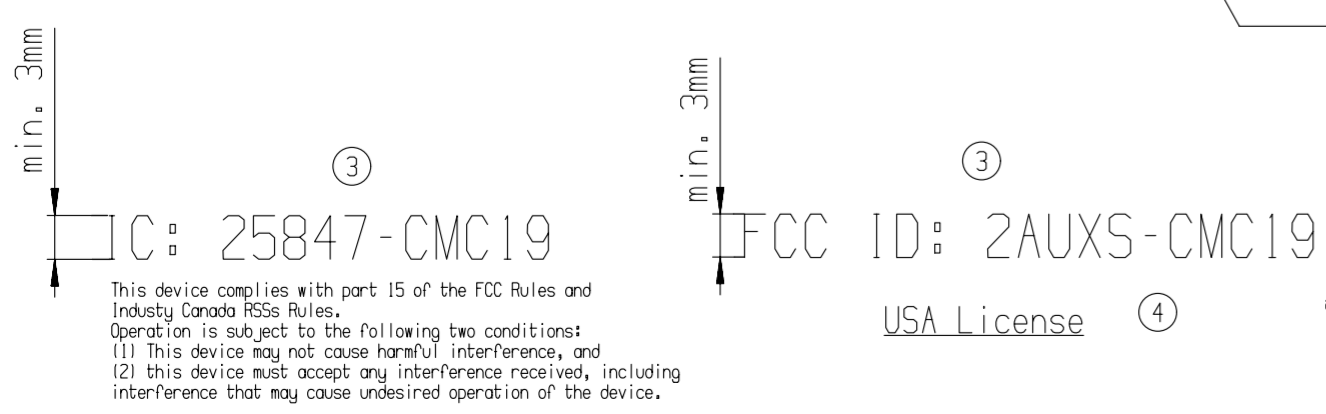 min. 3mm
3
IC: 25847-CMC19
This device complies with part 15 of the FCC Rules and
Industy Canada RSSs Rules.
Operation is subject to the following two conditions:
(1) This device may not cause harmful interference, and
(2) this device must accept any interference received, including
interference that may cause undesired operation of the device.
min. 3mm
3
FCC ID: 2AUXS-CMC19
USA License
4